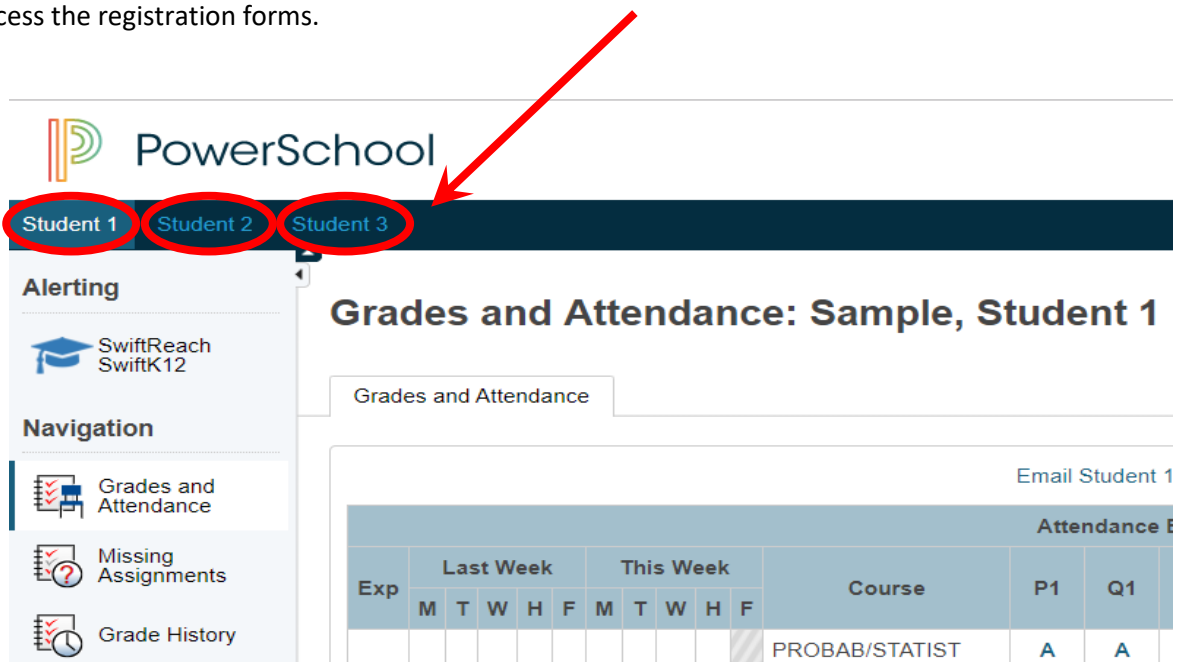 cess the registration forms.
PowerSchool
Student 1 Student 2 Student 3
Alerting
SwiftReach
SwiftK12
Navigation
Grades and
Attendance
Missing
Assignments
Grade History
Grades and Attendance: Sample, Student 1
Grades and Attendance
Email Student 1
Attendance
Exp Last Week This Week Course P1 Q1
M T W H F M T W H F
PROBAB/STATIST A A